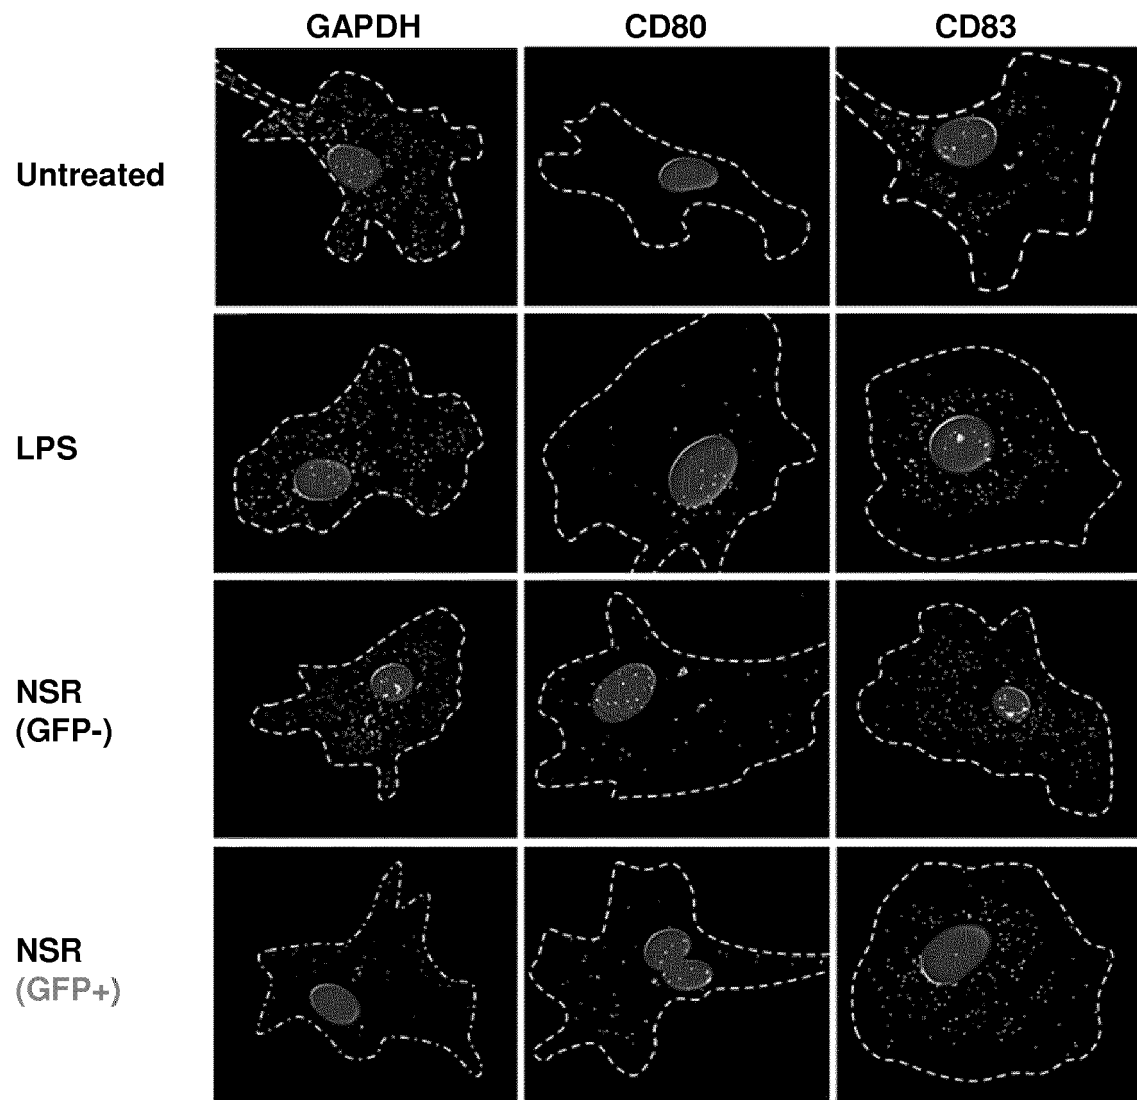 GAPDH CD80 CD83
Untreated
LPS
NSR
(GFP-)
NSR
(GFP+)